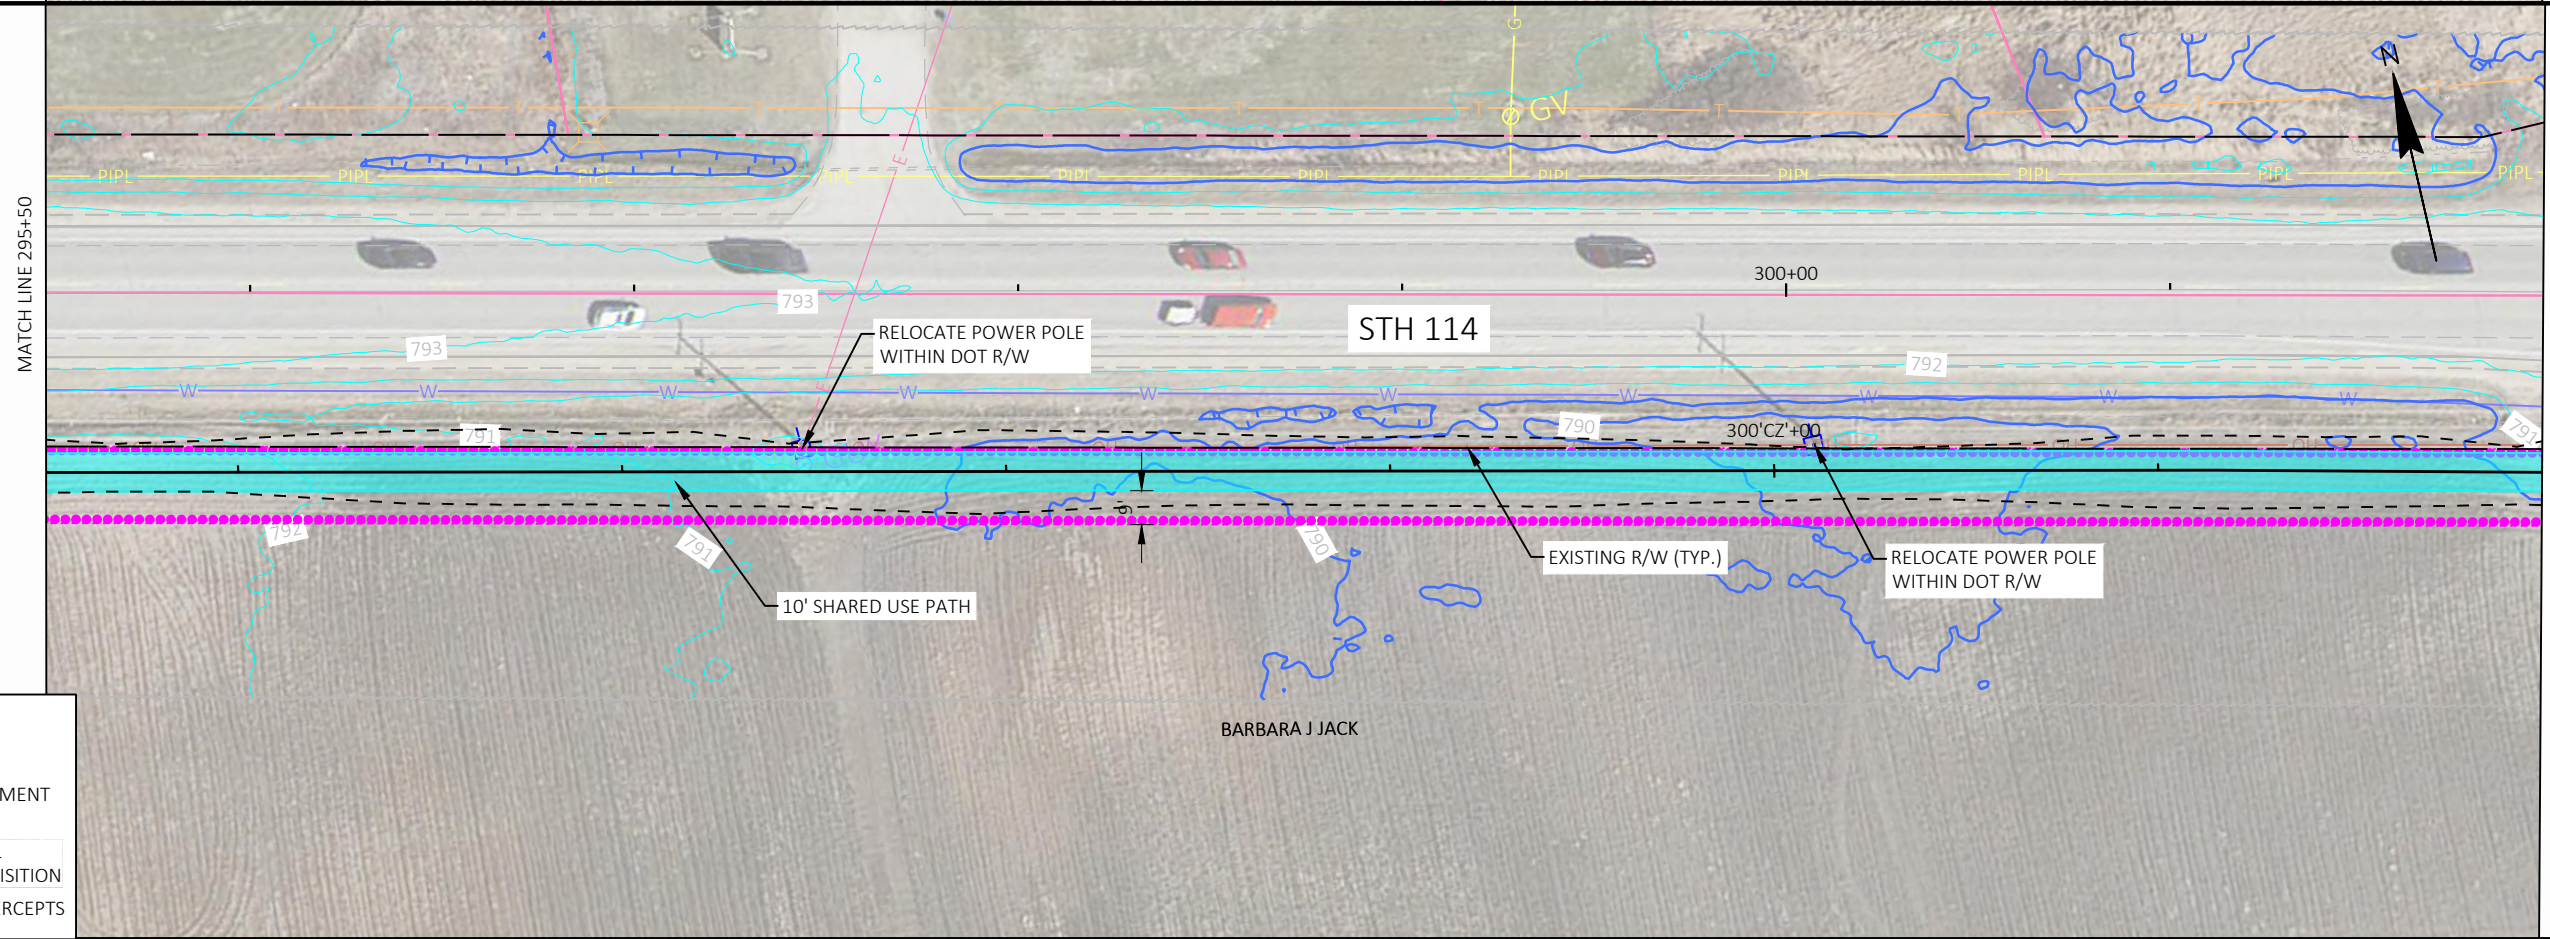 G
T T T T T T T T T
GV
N
E
PIPL PIPL PIPL PIPL PIPL PIPL PIPL PIPL PIPL PIPL PIPL
MATCH LINE 295+50
300+00
793
STH 114
RELOCATE POWER POLE
WITHIN DOT R/W
793
792
E
W W W W W W W W W W
791
790
300'CZ'+00
791
OU
792
791
9'
790
EXISTING R/W (TYP.)
RELOCATE POWER POLE
WITHIN DOT R/W
10' SHARED USE PATH
BARBARA J JACK
MENT
ISITION
RCEPTS